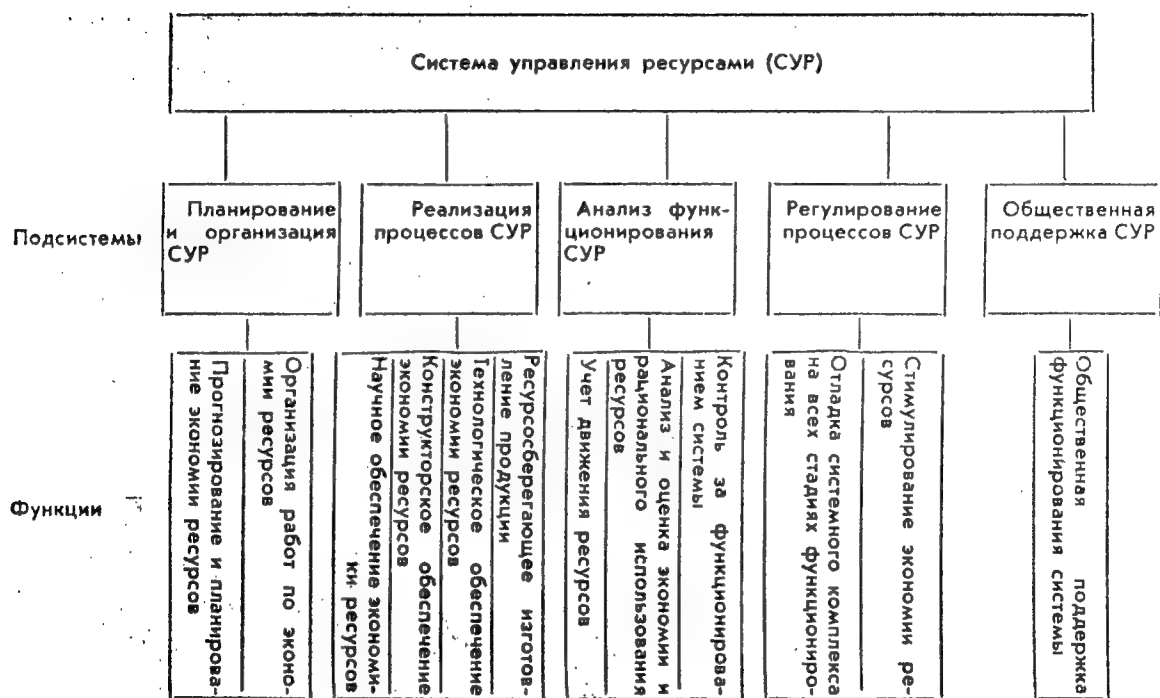 Система управления ресурсами (СУР)
Подсистемы
Планирование
и организация
СУР
Реализация
процессов СУР
Анализ функ-
ционирования
СУР
Регулирование
процессов СУР
Общественная
поддержка СУР
Функции
Организация работ по эконо-
мии ресурсов
Прогнозирование и планирова-
ние экономии ресурсов
Ресурсосберегающее изготов-
ление продукции
Технологическое обеспечение
экономии ресурсов
Конструкторское обеспечение
экономии ресурсов
Научное обеспечение экономи-
ки ресурсов
Контроль за функционирова-
нием системы
Анализ и оценка экономии и
рационального использования
ресурсов
Учет движения ресурсов
Стимулирование экономии ре-
сурсов
Отладка системного комплекса
на всех стадиях функциониро-
вания
Общественная поддержка
функционирования системы